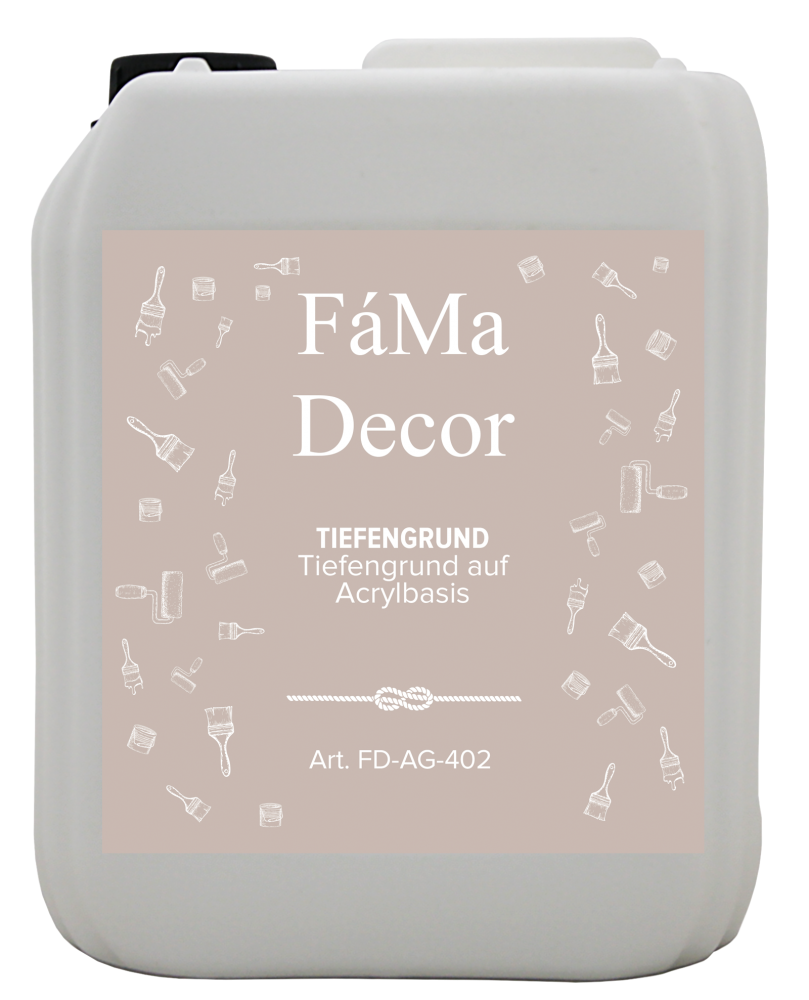 FáMa
Decor
TIEFENGRUND
Tiefengrund auf
Acrylbasis
Art. FD-AG-402